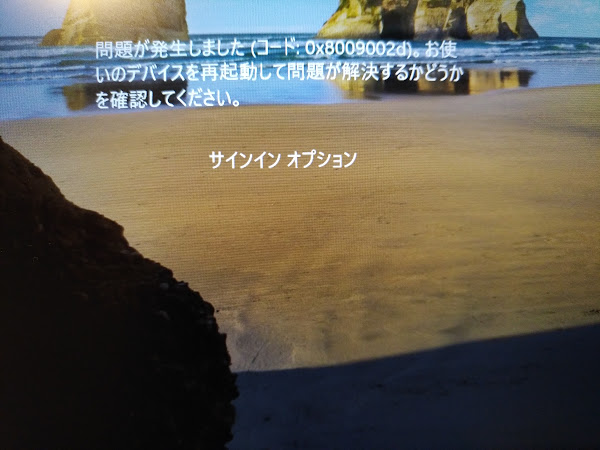 問題が発生しました (コード: 0x8009002d)。お使
いのデバイスを再起動して問題が解決するかどうか
を確認してください。
サインイン オプション